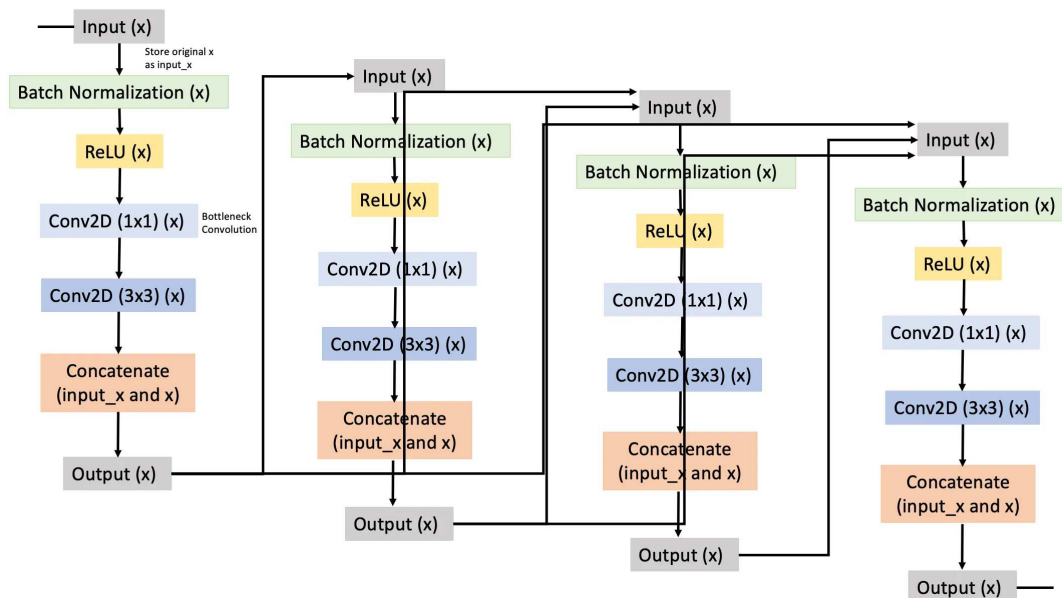 Input (x)
Store original x
as input_x
Batch Normalization (x)
ReLU (x)
Conv2D (1x1) (x)
Bottleneck
Convolution
Conv2D (3x3) (x)
Concatenate
(input_x and x)
Output (x)
Input (x)
Batch Normalization (x)
ReLU (x)
Conv2D (1x1) (x)
Conv2D (3x3) (x)
Concatenate
(input_x and x)
Output (x)
Input (x)
Batch Normalization (x)
ReLU (x)
Conv2D (1x1) (x)
Conv2D (3x3) (x)
Concatenate
(input_x and x)
Output (x)
Input (x)
Batch Normalization (x)
ReLU (x)
Conv2D (1x1) (x)
Conv2D (3x3) (x)
Concatenate
(input_x and x)
Output (x)